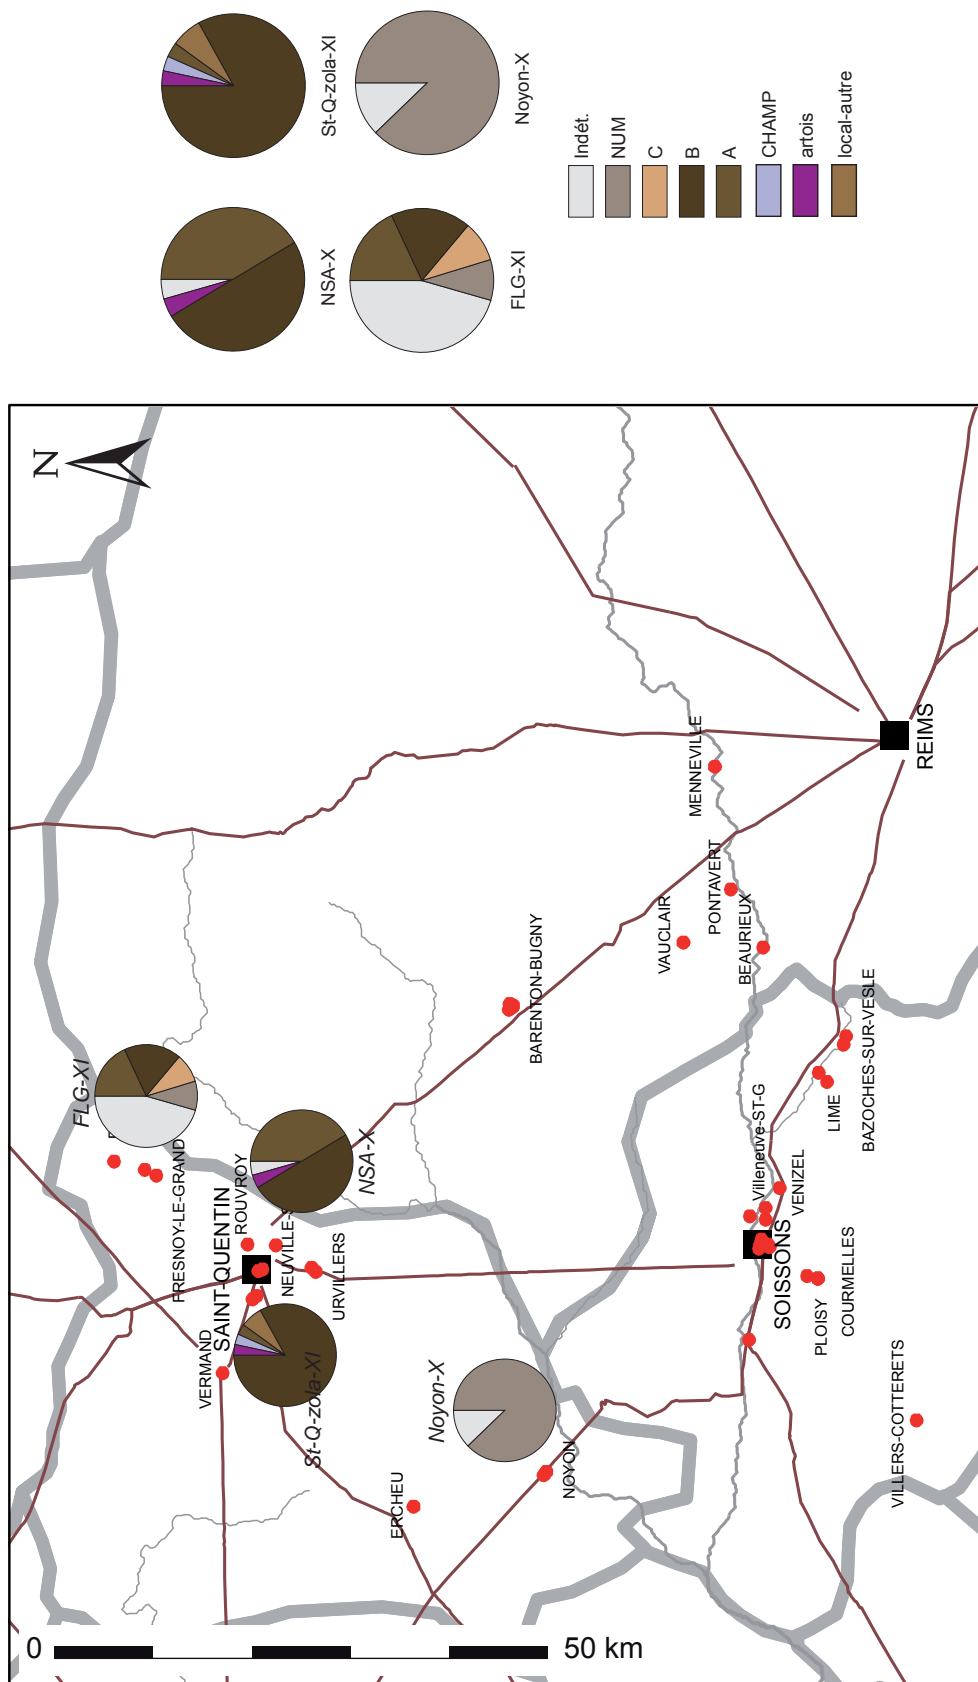 St-Q-zola-XI
Noyon-X
NSA-X
FLG-XI
Indét.
NUM
C
B
A
CHAMP
artois
local-autre
N
FLG-XI
FRESNOY-LE-GRAND
ROUVROY
SAINT-QUENTIN
NEUVILLE-S
NSA-X
URVILLERS
VERMAND
St-Q-zola-XI
Noyon-X
NOYON
ERCHEU
BARENTON-BUGNY
VAUCLAIR
PONTAVERT
BEAURIEUX
MENNEVILLE
REIMS
Villeneuve-ST-G
VENIZEL
LIME
BAZOCHES-SUR-VESLE
SOISSONS
PLOISY
COURMELLES
VILLERS-COTTERETS
0
50 km